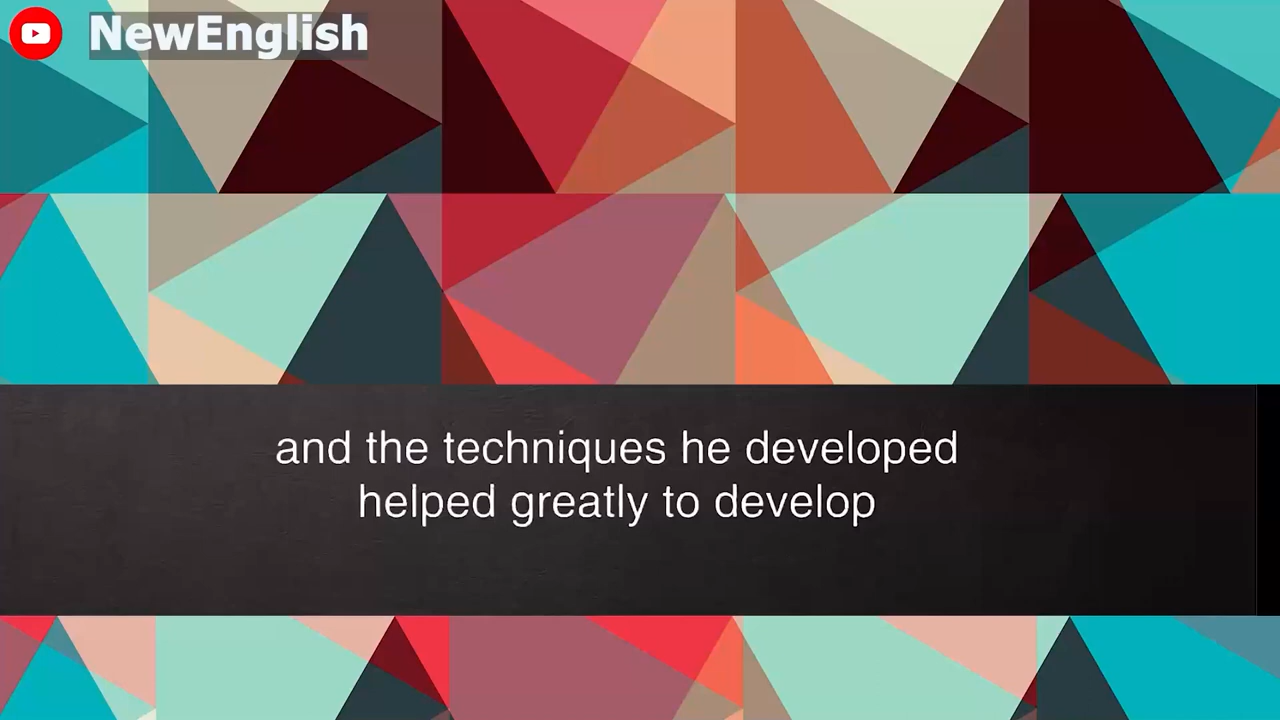 NewEnglish
and the techniques he developed
helped greatly to develop